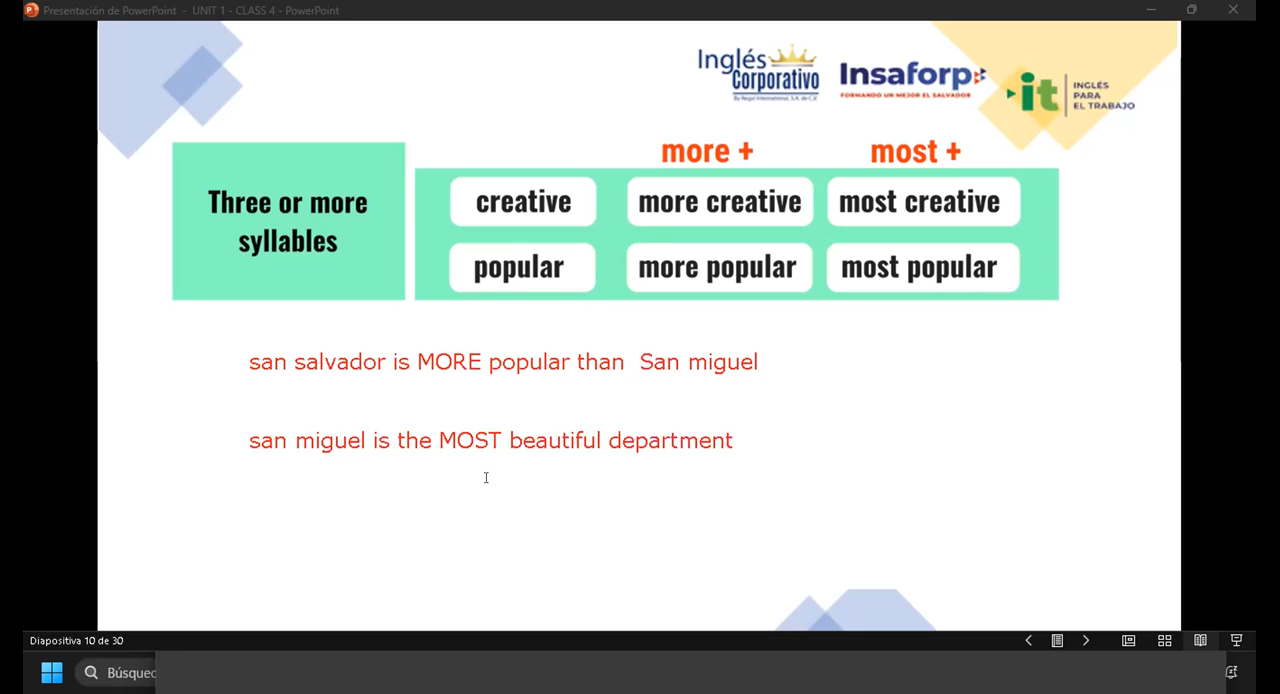 Presentación de PowerPoint - UNIT 1 - CLASS 4 - PowerPoint
Inglés
Corporativo
Insaforp
FORMANDO UN MEJOR EL SALVADOR
it
INGLÉS
PARA
EL TRABAJO
more +
most +
Three or more
syllables
creative
more creative
most creative
popular
more popular
most popular
san salvador is MORE popular than San miguel
san miguel is the MOST beautiful department
Diapositiva 10 de 30
Búsqued